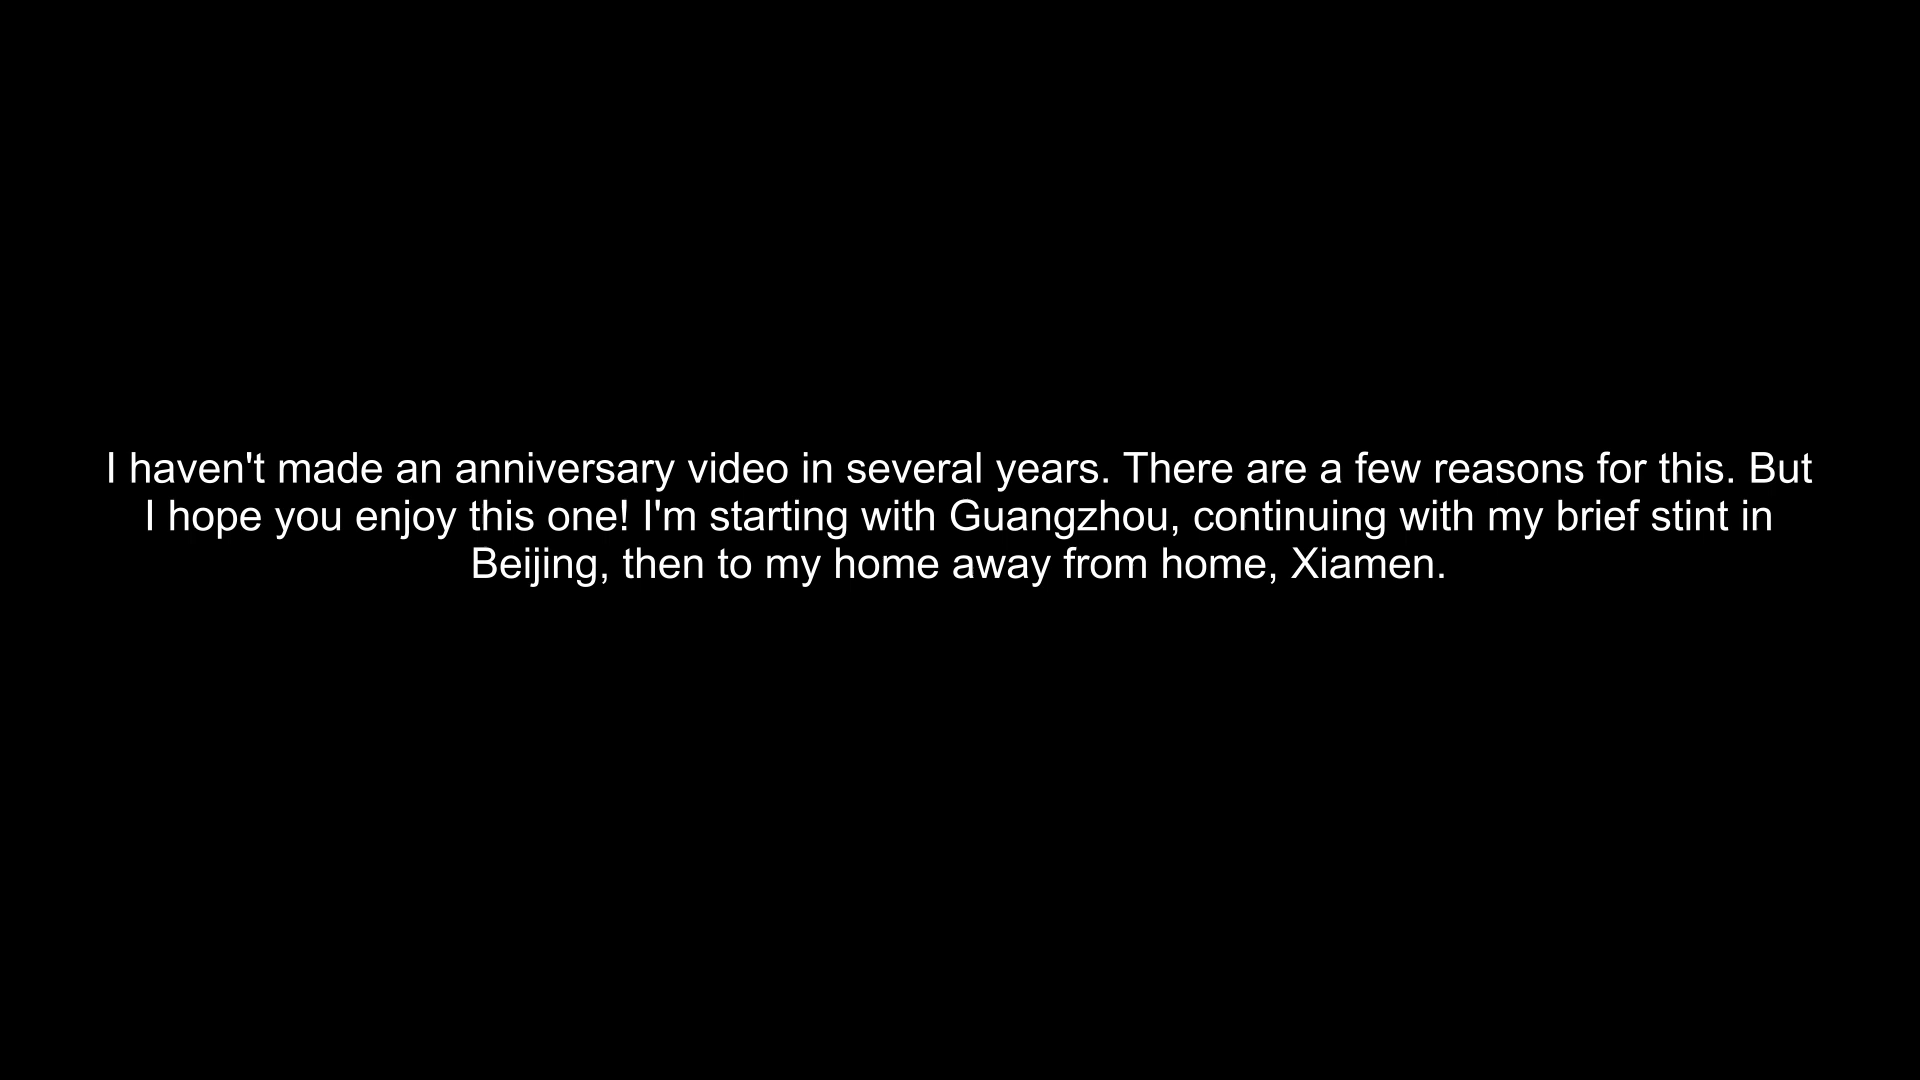 I haven't made an anniversary video in several years. There are a few reasons for this. But
I hope you enjoy this one! I'm starting with Guangzhou, continuing with my brief stint in
Beijing, then to my home away from home, Xiamen.